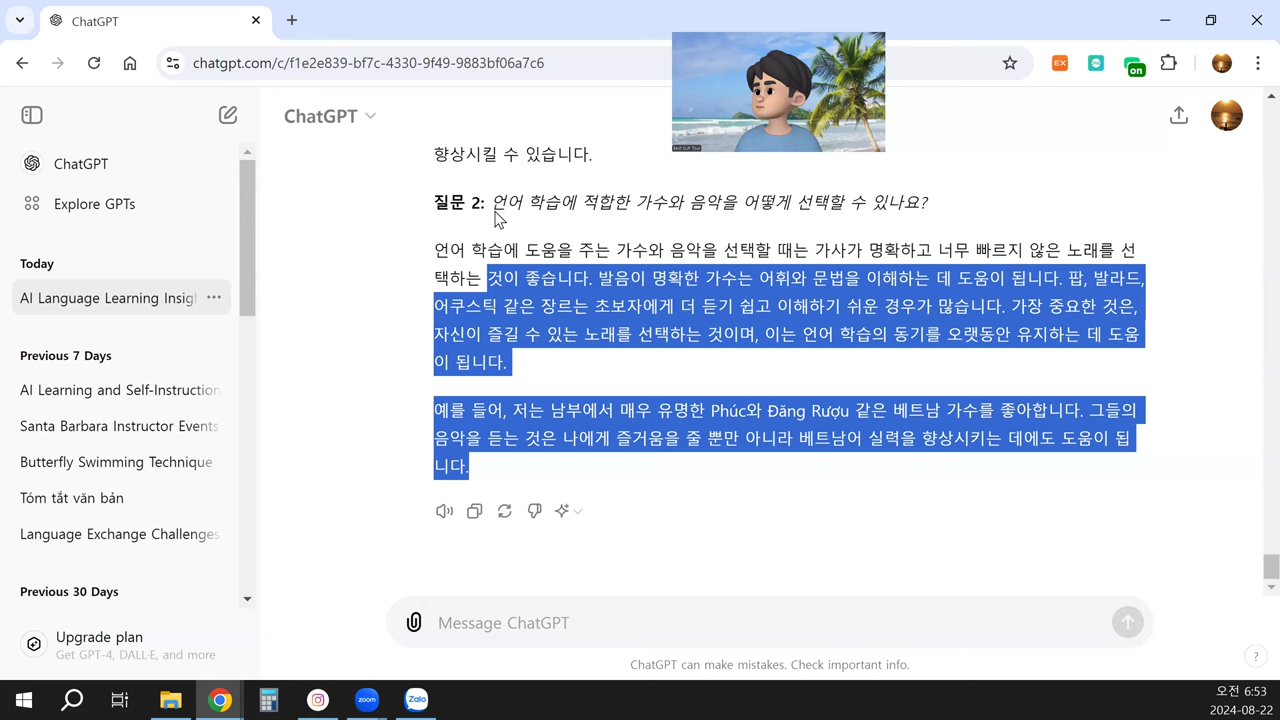 ChatGPT
chatgpt.com/c/f1e2e839-bf7c-4330-9f49-9883bf06a7c6
EX
on
ChatGPT
ChatGPT
Explore GPTs
Today
AI Language Learning Insig
Previous 7 Days
AI Learning and Self-Instruction
Santa Barbara Instructor Events
Butterfly Swimming Technique
Tóm tắt văn bản
Language Exchange Challenges
Previous 30 Days
Upgrade plan
Get GPT-4, DALL·E, and more
향상시킬 수 있습니다.
질문 2: 언어 학습에 적합한 가수와 음악을 어떻게 선택할 수 있나요?
언어 학습에 도움을 주는 가수와 음악을 선택할 때는 가사가 명확하고 너무 빠르지 않은 노래를 선
택하는 것이 좋습니다. 발음이 명확한 가수는 어휘와 문법을 이해하는 데 도움이 됩니다. 팝, 발라드,
어쿠스틱 같은 장르는 초보자에게 더 듣기 쉽고 이해하기 쉬운 경우가 많습니다. 가장 중요한 것은,
자신이 즐길 수 있는 노래를 선택하는 것이며, 이는 언어 학습의 동기를 오랫동안 유지하는 데 도움
이 됩니다.
예를 들어, 저는 남부에서 매우 유명한 Phúc와 Đăng Rượu 같은 베트남 가수를 좋아합니다. 그들의
음악을 듣는 것은 나에게 즐거움을 줄 뿐만 아니라 베트남어 실력을 향상시키는 데에도 도움이 됩
니다.
Message ChatGPT
ChatGPT can make mistakes. Check important info.
?
zoom
Zalo
오전 6:53
2024-08-22